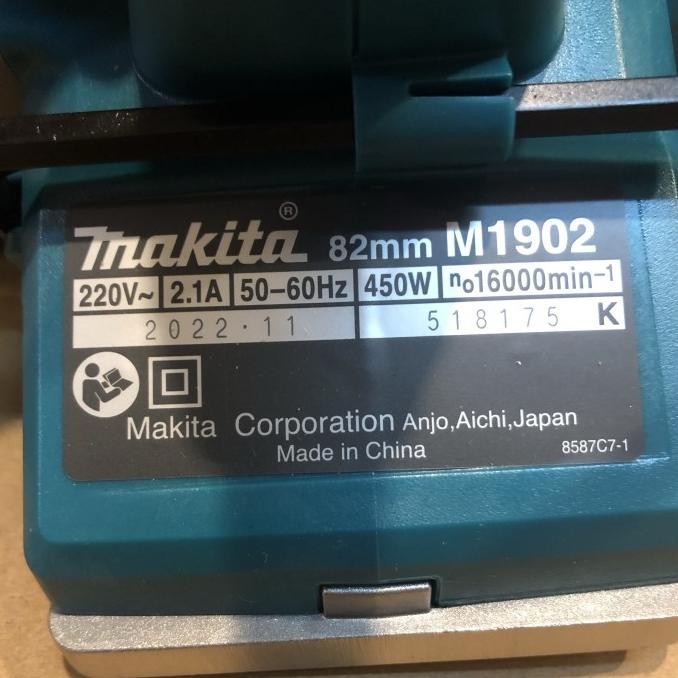 makita® 82mm M1902
220V~ 2.1A 50-60Hz 450W n₀16000min⁻¹
2022·11 518175 K
Makita Corporation Anjo,Aichi,Japan
Made in China 8587C7-1